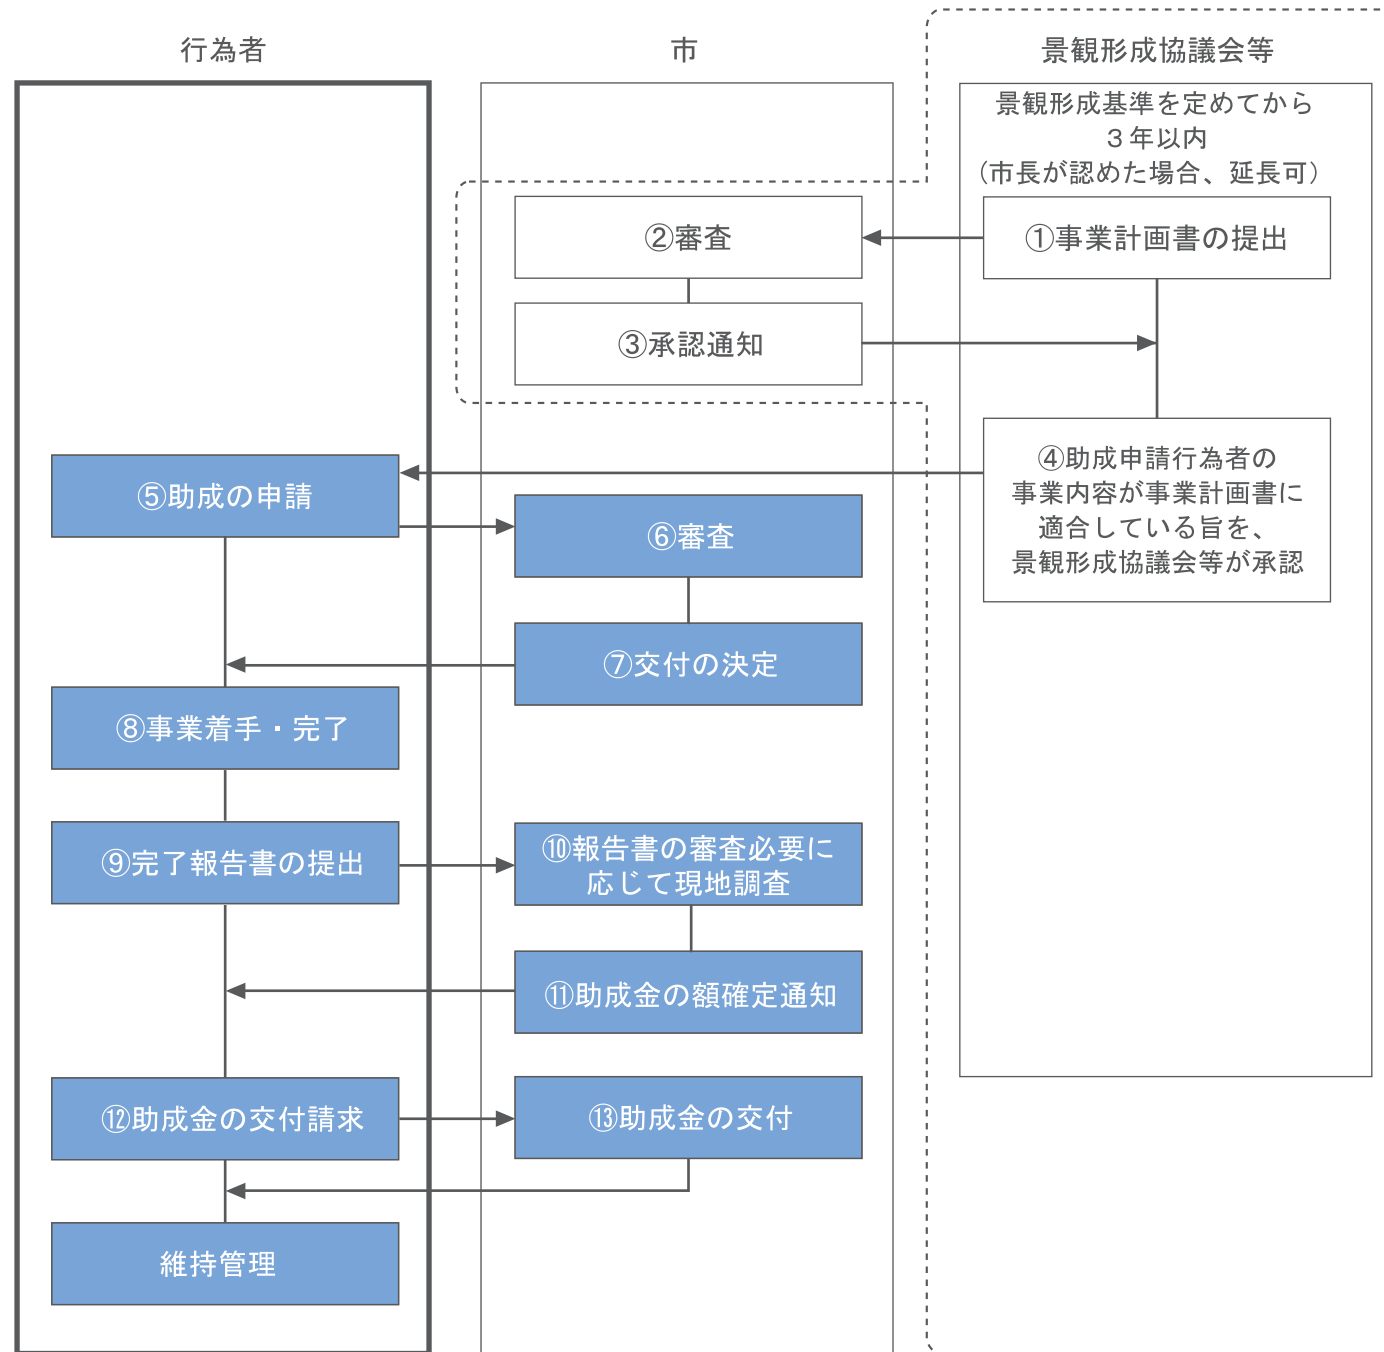 行為者
市
景観形成協議会等
景観形成基準を定めてから
３年以内
（市長が認めた場合、延長可）
①事業計画書の提出
②審査
③承認通知
④助成申請行為者の
事業内容が事業計画書に
適合している旨を、
景観形成協議会等が承認
⑤助成の申請
⑥審査
⑦交付の決定
⑧事業着手・完了
⑨完了報告書の提出
⑩報告書の審査必要に
応じて現地調査
⑪助成金の額確定通知
⑫助成金の交付請求
⑬助成金の交付
維持管理